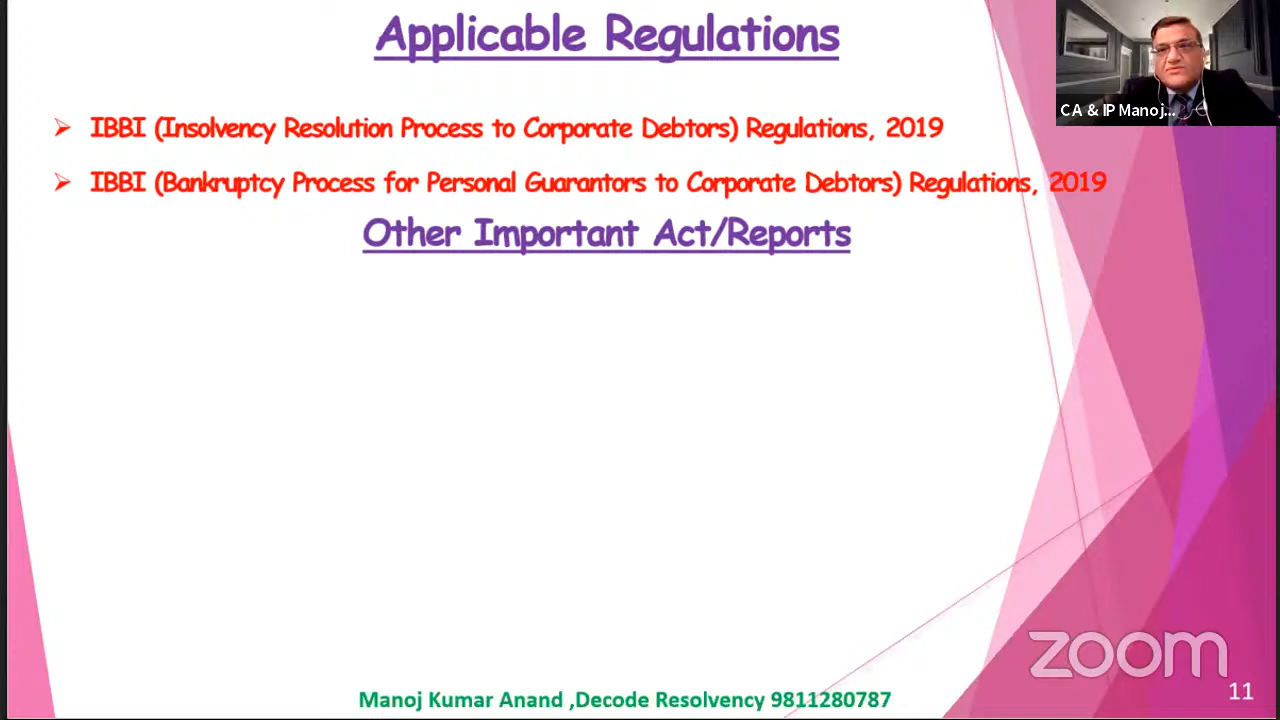 Applicable Regulations
CA & IP Manoj...
➢ IBBI (Insolvency Resolution Process to Corporate Debtors) Regulations, 2019
➢ IBBI (Bankruptcy Process for Personal Guarantors to Corporate Debtors) Regulations, 2019
Other Important Act/Reports
zoom
11
Manoj Kumar Anand ,Decode Resolvency 9811280787